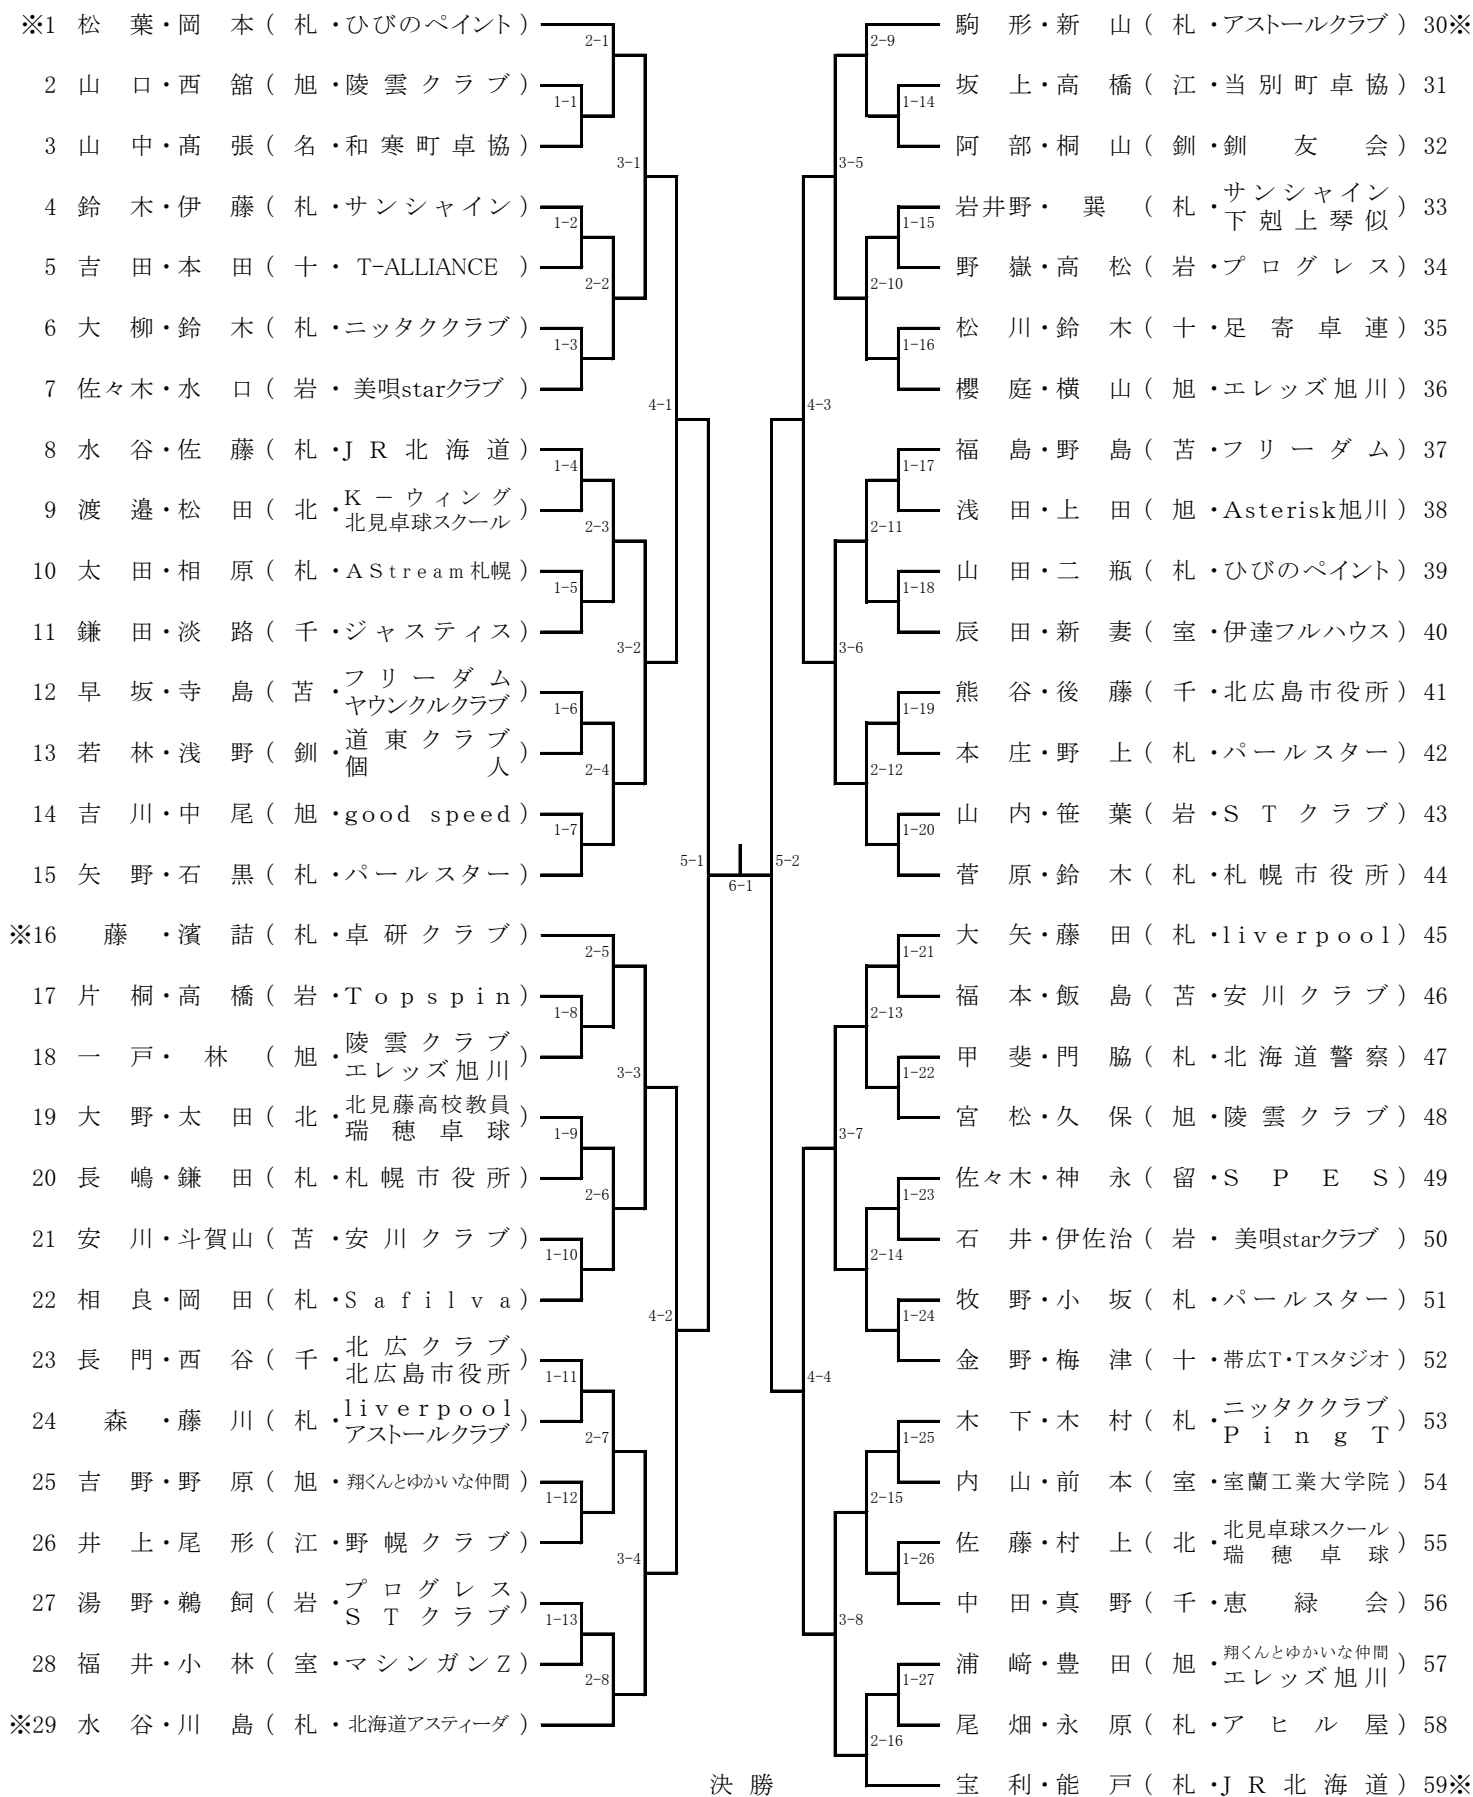 ※1 松 葉・岡 本 ( 札 ・ひびのペイント )
2 山 口・西 舘 ( 旭 ・陵 雲 ク ラ ブ )
3 山 中・髙 張 ( 名 ・和 寒 町 卓 協 )
4 鈴 木・伊 藤 ( 札 ・サンシャイン )
5 吉 田・本 田 ( 十 ・ T-ALLIANCE )
6 大 柳・鈴 木 ( 札 ・ニッタククラブ )
7 佐々木・水 口 ( 岩 ・ 美唄starクラブ )
8 水 谷・佐 藤 ( 札 ・J R 北 海 道 )
9 渡 邉・松 田 ( 北 ・K － ウ ィ ン グ
北見卓球スクール )
10 太 田・相 原 ( 札 ・A S t r e a m 札幌 )
11 鎌 田・淡 路 ( 千 ・ジャスティス )
12 早 坂・寺 島 ( 苫 ・フ リ ー ダ ム
ヤウンクルクラブ )
13 若 林・浅 野 ( 釧 ・道 東 ク ラ ブ
個 人 )
14 吉 川・中 尾 ( 旭 ・good speed )
15 矢 野・石 黒 ( 札 ・パールスター )
※16 藤 ・濱 詰 ( 札 ・卓 研 ク ラ ブ )
17 片 桐・高 橋 ( 岩 ・T o p s p i n )
18 一 戸・ 林 ( 旭 ・陵 雲 ク ラ ブ
エ レ ッ ズ 旭 川 )
19 大 野・太 田 ( 北 ・北見藤高校教員
瑞 穂 卓 球 )
20 長 嶋・鎌 田 ( 札 ・札 幌 市 役 所 )
21 安 川・斗賀山 ( 苫 ・安 川 ク ラ ブ )
22 相 良・岡 田 ( 札 ・S a f i l v a )
23 長 門・西 谷 ( 千 ・北 広 ク ラ ブ
北 広 島 市 役 所 )
24 森 ・藤 川 ( 札 ・l i v e r p o o l
アストールクラブ )
25 吉 野・野 原 ( 旭 ・翔くんとゆかいな仲間 )
26 井 上・尾 形 ( 江 ・野 幌 ク ラ ブ )
27 湯 野・鵜 飼 ( 岩 ・プ ロ グ レ ス
S T ク ラ ブ )
28 福 井・小 林 ( 室 ・マシンガンZ )
※29 水 谷・川 島 ( 札 ・北海道アスティーダ )
2-1
1-1
3-1
1-2
2-2
1-3
4-1
1-4
2-3
1-5
3-2
1-6
2-4
1-7
5-1
6-1
2-5
1-8
3-3
1-9
2-6
1-10
4-2
1-11
2-7
1-12
3-4
1-13
2-8
2-9
1-14
3-5
1-15
2-10
1-16
4-3
1-17
2-11
1-18
3-6
1-19
2-12
1-20
5-2
1-21
2-13
1-22
3-7
1-23
2-14
1-24
4-4
1-25
2-15
1-26
3-8
1-27
2-16
駒 形・新 山 ( 札 ・アストールクラブ ) 30※
坂 上・高 橋 ( 江 ・当 別 町 卓 協 ) 31
阿 部・桐 山 ( 釧 ・釧 友 会 ) 32
岩井野・ 巽 ( 札 ・サンシャイン
下 剋 上 琴 似 ) 33
野 嶽・高 松 ( 岩 ・プ ロ グ レ ス ) 34
松 川・鈴 木 ( 十 ・足 寄 卓 連 ) 35
櫻 庭・横 山 ( 旭 ・エレッズ旭川 ) 36
福 島・野 島 ( 苫 ・フ リ ー ダ ム ) 37
浅 田・上 田 ( 旭 ・Asterisk旭川 ) 38
山 田・二 瓶 ( 札 ・ひびのペイント ) 39
辰 田・新 妻 ( 室 ・伊達フルハウス ) 40
熊 谷・後 藤 ( 千 ・北広島市役所 ) 41
本 庄・野 上 ( 札 ・パールスター ) 42
山 内・笹 葉 ( 岩 ・S T ク ラ ブ ) 43
菅 原・鈴 木 ( 札 ・札 幌 市 役 所 ) 44
大 矢・藤 田 ( 札 ・l i v e r p o o l ) 45
福 本・飯 島 ( 苫 ・安 川 ク ラ ブ ) 46
甲 斐・門 脇 ( 札 ・北 海 道 警 察 ) 47
宮 松・久 保 ( 旭 ・陵 雲 ク ラ ブ ) 48
佐々木・神 永 ( 留 ・S P E S ) 49
石 井・伊佐治 ( 岩 ・ 美唄starクラブ ) 50
牧 野・小 坂 ( 札 ・パールスター ) 51
金 野・梅 津 ( 十 ・帯広T・Tスタジオ ) 52
木 下・木 村 ( 札 ・ニッタククラブ
P i n g T ) 53
内 山・前 本 ( 室 ・室蘭工業大学院 ) 54
佐 藤・村 上 ( 北 ・北見卓球スクール
瑞 穂 卓 球 ) 55
中 田・真 野 ( 千 ・恵 緑 会 ) 56
浦 﨑・豊 田 ( 旭 ・翔くんとゆかいな仲間
エ レ ッ ズ 旭 川 ) 57
尾 畑・永 原 ( 札 ・ア ヒ ル 屋 ) 58
宝 利・能 戸 ( 札 ・J R 北 海 道 ) 59※
決 勝